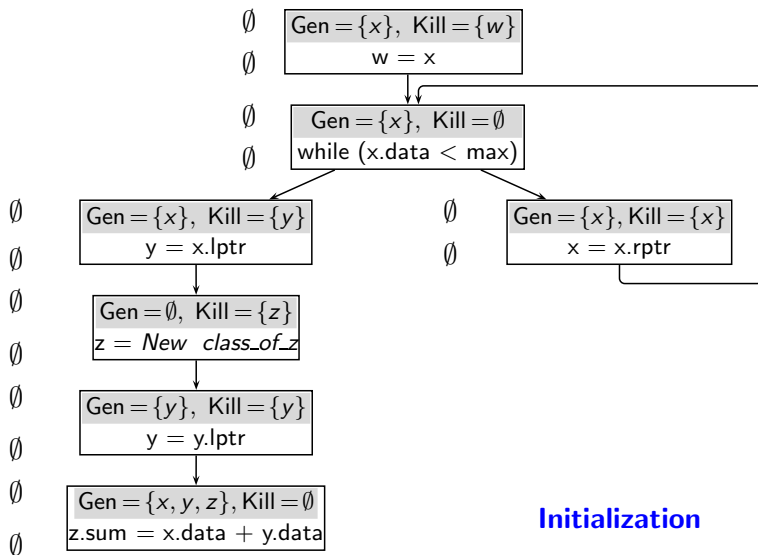 ∅
Gen = {x}, Kill = {w}
∅
w = x
∅
Gen = {x}, Kill = ∅
∅
while (x.data < max)
∅
Gen = {x}, Kill = {y}
∅
y = x.lptr
∅
Gen = {x}, Kill = {x}
∅
x = x.rptr
∅
Gen = ∅, Kill = {z}
∅
z = New class_of_z
∅
Gen = {y}, Kill = {y}
∅
y = y.lptr
∅
Gen = {x, y, z}, Kill = ∅
∅
z.sum = x.data + y.data
Initialization